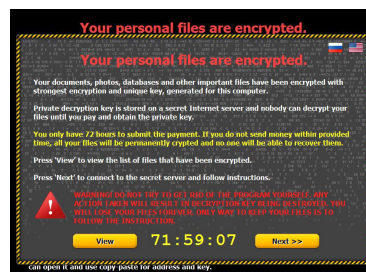 Your personal files are encrypted.
Your personal files are encrypted.
Your documents, photos, databases and other important files have been encrypted with
strongest encryption and unique key, generated for this computer.
Private decryption key is stored on a secret Internet server and nobody can decrypt your
files until you pay and obtain the private key.
You only have 72 hours to submit the payment. If you do not send money within provided
time, all your files will be permanently crypted and no one will be able to recover them.
Press 'View' to view the list of files that have been encrypted.
Press 'Next' to connect to the secret server and follow instructions.
WARNING! DO NOT TRY TO GET RID OF THE PROGRAM YOURSELF. ANY
ACTION TAKEN WILL RESULT IN DECRYPTION KEY BEING DESTROYED. YOU
WILL LOSE YOUR FILES FOREVER. ONLY WAY TO KEEP YOUR FILES IS TO
FOLLOW THE INSTRUCTION.
View
71:59:07
Next >>
can open it and use copy-paste for address and key.